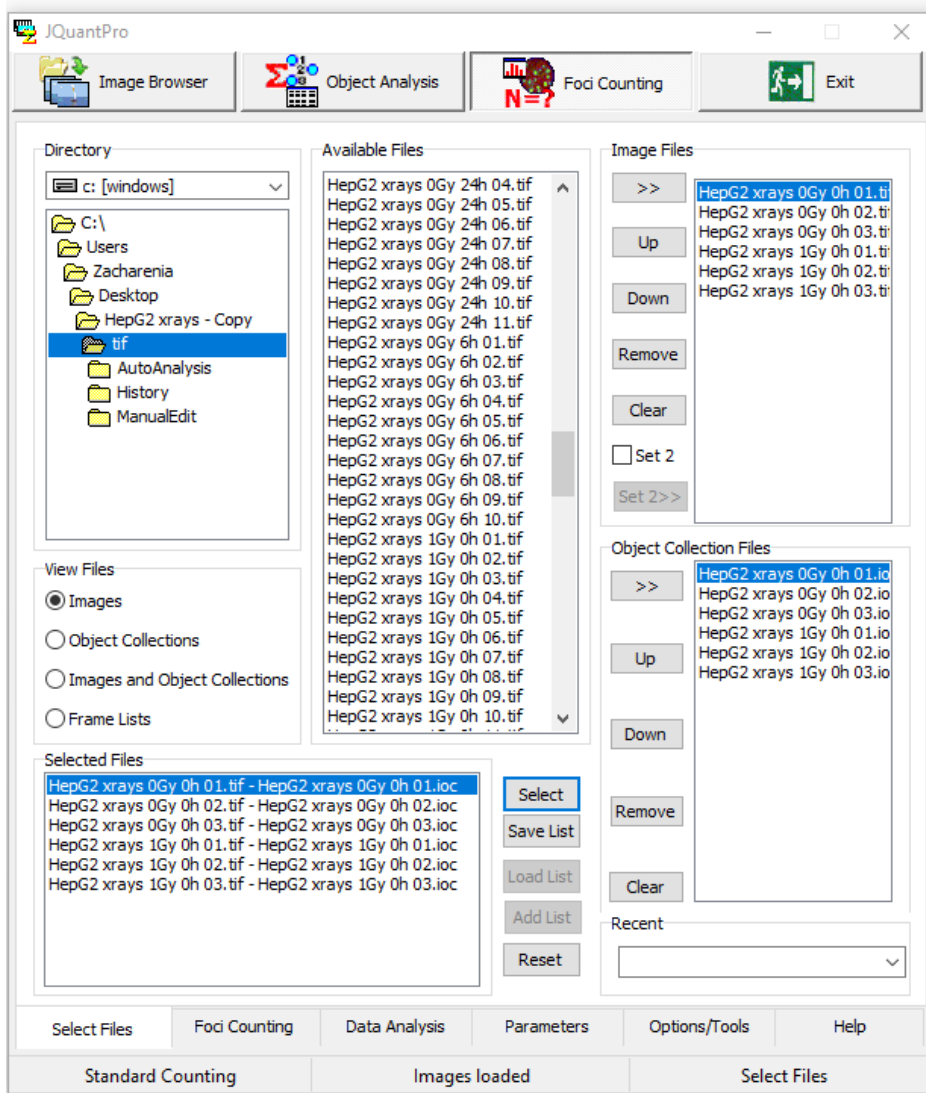 JQuantPro
Image Browser
Object Analysis
N=?
Foci Counting
Exit
Directory
c: [windows]
C:\
Users
Zacharenia
Desktop
HepG2 xrays - Copy
tif
AutoAnalysis
History
ManualEdit
View Files
Images
Object Collections
Images and Object Collections
Frame Lists
Available Files
HepG2 xrays 0Gy 24h 04.tif
HepG2 xrays 0Gy 24h 05.tif
HepG2 xrays 0Gy 24h 06.tif
HepG2 xrays 0Gy 24h 07.tif
HepG2 xrays 0Gy 24h 08.tif
HepG2 xrays 0Gy 24h 09.tif
HepG2 xrays 0Gy 24h 10.tif
HepG2 xrays 0Gy 24h 11.tif
HepG2 xrays 0Gy 6h 01.tif
HepG2 xrays 0Gy 6h 02.tif
HepG2 xrays 0Gy 6h 03.tif
HepG2 xrays 0Gy 6h 04.tif
HepG2 xrays 0Gy 6h 05.tif
HepG2 xrays 0Gy 6h 06.tif
HepG2 xrays 0Gy 6h 07.tif
HepG2 xrays 0Gy 6h 08.tif
HepG2 xrays 0Gy 6h 09.tif
HepG2 xrays 0Gy 6h 10.tif
HepG2 xrays 1Gy 0h 01.tif
HepG2 xrays 1Gy 0h 02.tif
HepG2 xrays 1Gy 0h 03.tif
HepG2 xrays 1Gy 0h 04.tif
HepG2 xrays 1Gy 0h 05.tif
HepG2 xrays 1Gy 0h 06.tif
HepG2 xrays 1Gy 0h 07.tif
HepG2 xrays 1Gy 0h 08.tif
HepG2 xrays 1Gy 0h 09.tif
HepG2 xrays 1Gy 0h 10.tif
Image Files
>>
Up
Down
Remove
Clear
Set 2
Set 2>>
HepG2 xrays 0Gy 0h 01.ti
HepG2 xrays 0Gy 0h 02.ti
HepG2 xrays 0Gy 0h 03.ti
HepG2 xrays 1Gy 0h 01.ti
HepG2 xrays 1Gy 0h 02.ti
HepG2 xrays 1Gy 0h 03.ti
Object Collection Files
>>
Up
Down
Remove
Clear
HepG2 xrays 0Gy 0h 01.io
HepG2 xrays 0Gy 0h 02.io
HepG2 xrays 0Gy 0h 03.io
HepG2 xrays 1Gy 0h 01.io
HepG2 xrays 1Gy 0h 02.io
HepG2 xrays 1Gy 0h 03.io
Selected Files
HepG2 xrays 0Gy 0h 01.tif - HepG2 xrays 0Gy 0h 01.ioc
HepG2 xrays 0Gy 0h 02.tif - HepG2 xrays 0Gy 0h 02.ioc
HepG2 xrays 0Gy 0h 03.tif - HepG2 xrays 0Gy 0h 03.ioc
HepG2 xrays 1Gy 0h 01.tif - HepG2 xrays 1Gy 0h 01.ioc
HepG2 xrays 1Gy 0h 02.tif - HepG2 xrays 1Gy 0h 02.ioc
HepG2 xrays 1Gy 0h 03.tif - HepG2 xrays 1Gy 0h 03.ioc
Select
Save List
Load List
Add List
Reset
Recent
Select Files
Foci Counting
Data Analysis
Parameters
Options/Tools
Help
Standard Counting
Images loaded
Select Files